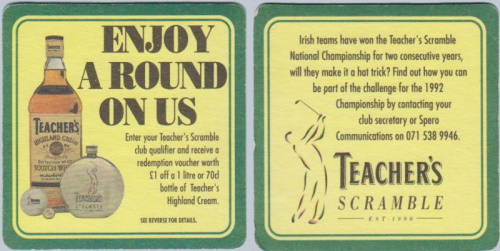 ENJOY
A ROUND
ON US
Enter your Teacher's Scramble
club qualifier and receive a
redemption voucher worth
£1 off a 1 litre or 70cl
bottle of Teacher's
Highland Cream.
SEE REVERSE FOR DETAILS.
TEACHER'S
HIGHLAND CREAM
SCOTCH WHISKY
Irish teams have won the Teacher's Scramble
National Championship for two consecutive years,
will they make it a hat trick? Find out how you can
be part of the challenge for the 1992
Championship by contacting your
club secretary or Spero
Communications on 071 538 9946.
TEACHER'S
SCRAMBLE
EST · 1990